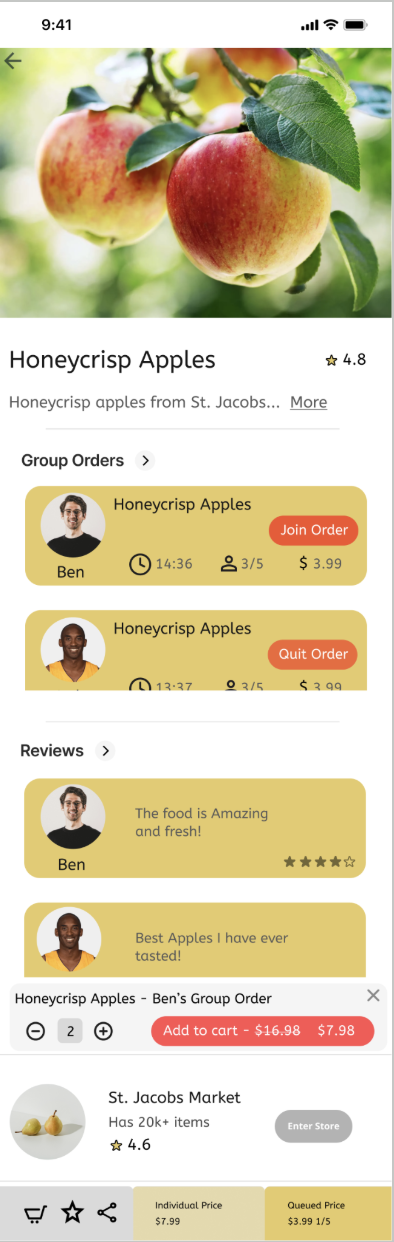 9:41
Honeycrisp Apples
4.8
Honeycrisp apples from St. Jacobs... More
Group Orders
Honeycrisp Apples
Join Order
Ben
14:36
3/5
$ 3.99
Honeycrisp Apples
Quit Order
13:37
3/5
$ 3.99
Reviews
The food is Amazing
and fresh!
Ben
Best Apples I have ever
tasted!
Honeycrisp Apples - Ben's Group Order
2
Add to cart - $16.98 $7.98
St. Jacobs Market
Has 20k+ items
4.6
Enter Store
Individual Price
$7.99
Queued Price
$3.99 1/5